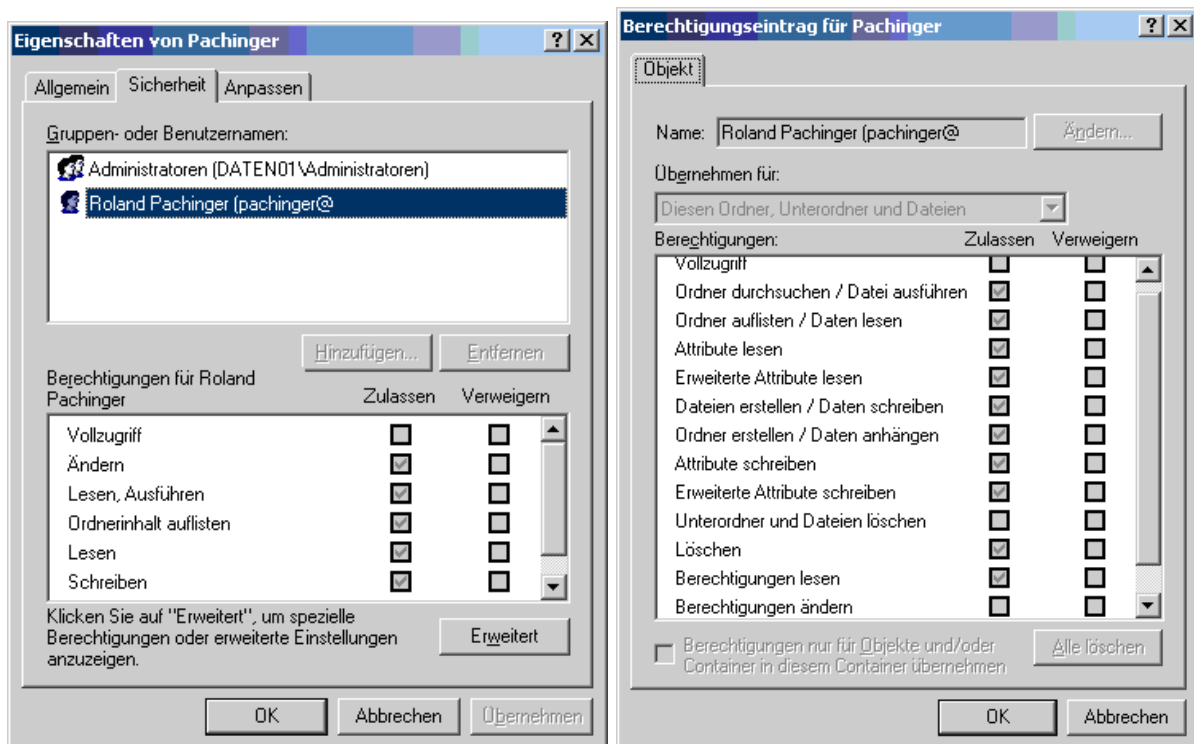 Eigenschaften von Pachinger
Allgemein Sicherheit Anpassen
Gruppen- oder Benutzernamen:
Administratoren (DATEN01\Administratoren)
Roland Pachinger (pachinger@
Hinzufügen... Entfernen
Berechtigungen für Roland
Pachinger Zulassen Verweigern
Vollzugriff
Ändern
Lesen, Ausführen
Ordnerinhalt auflisten
Lesen
Schreiben
Klicken Sie auf "Erweitert", um spezielle
Berechtigungen oder erweiterte Einstellungen
anzuzeigen.
Erweitert
OK Abbrechen Übernehmen
Berechtigungseintrag für Pachinger
Objekt
Name: Roland Pachinger (pachinger@ Ändern...
Übernehmen für:
Diesen Ordner, Unterordner und Dateien
Berechtigungen: Zulassen Verweigern
Vollzugriff
Ordner durchsuchen / Datei ausführen
Ordner auflisten / Daten lesen
Attribute lesen
Erweiterte Attribute lesen
Dateien erstellen / Daten schreiben
Ordner erstellen / Daten anhängen
Attribute schreiben
Erweiterte Attribute schreiben
Unterordner und Dateien löschen
Löschen
Berechtigungen lesen
Berechtigungen ändern
Berechtigungen nur für Objekte und/oder
Container in diesem Container übernehmen
Alle löschen
OK Abbrechen